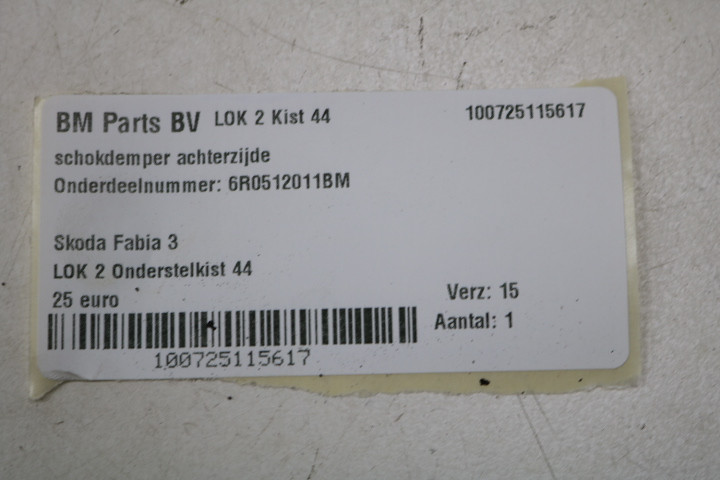 BM Parts BV LOK 2 Kist 44 100725115617
schokdemper achterzijde
Onderdeelnummer: 6R0512011BM
Skoda Fabia 3
LOK 2 Onderstelkist 44
25 euro Verz: 15
Aantal: 1
100725115617